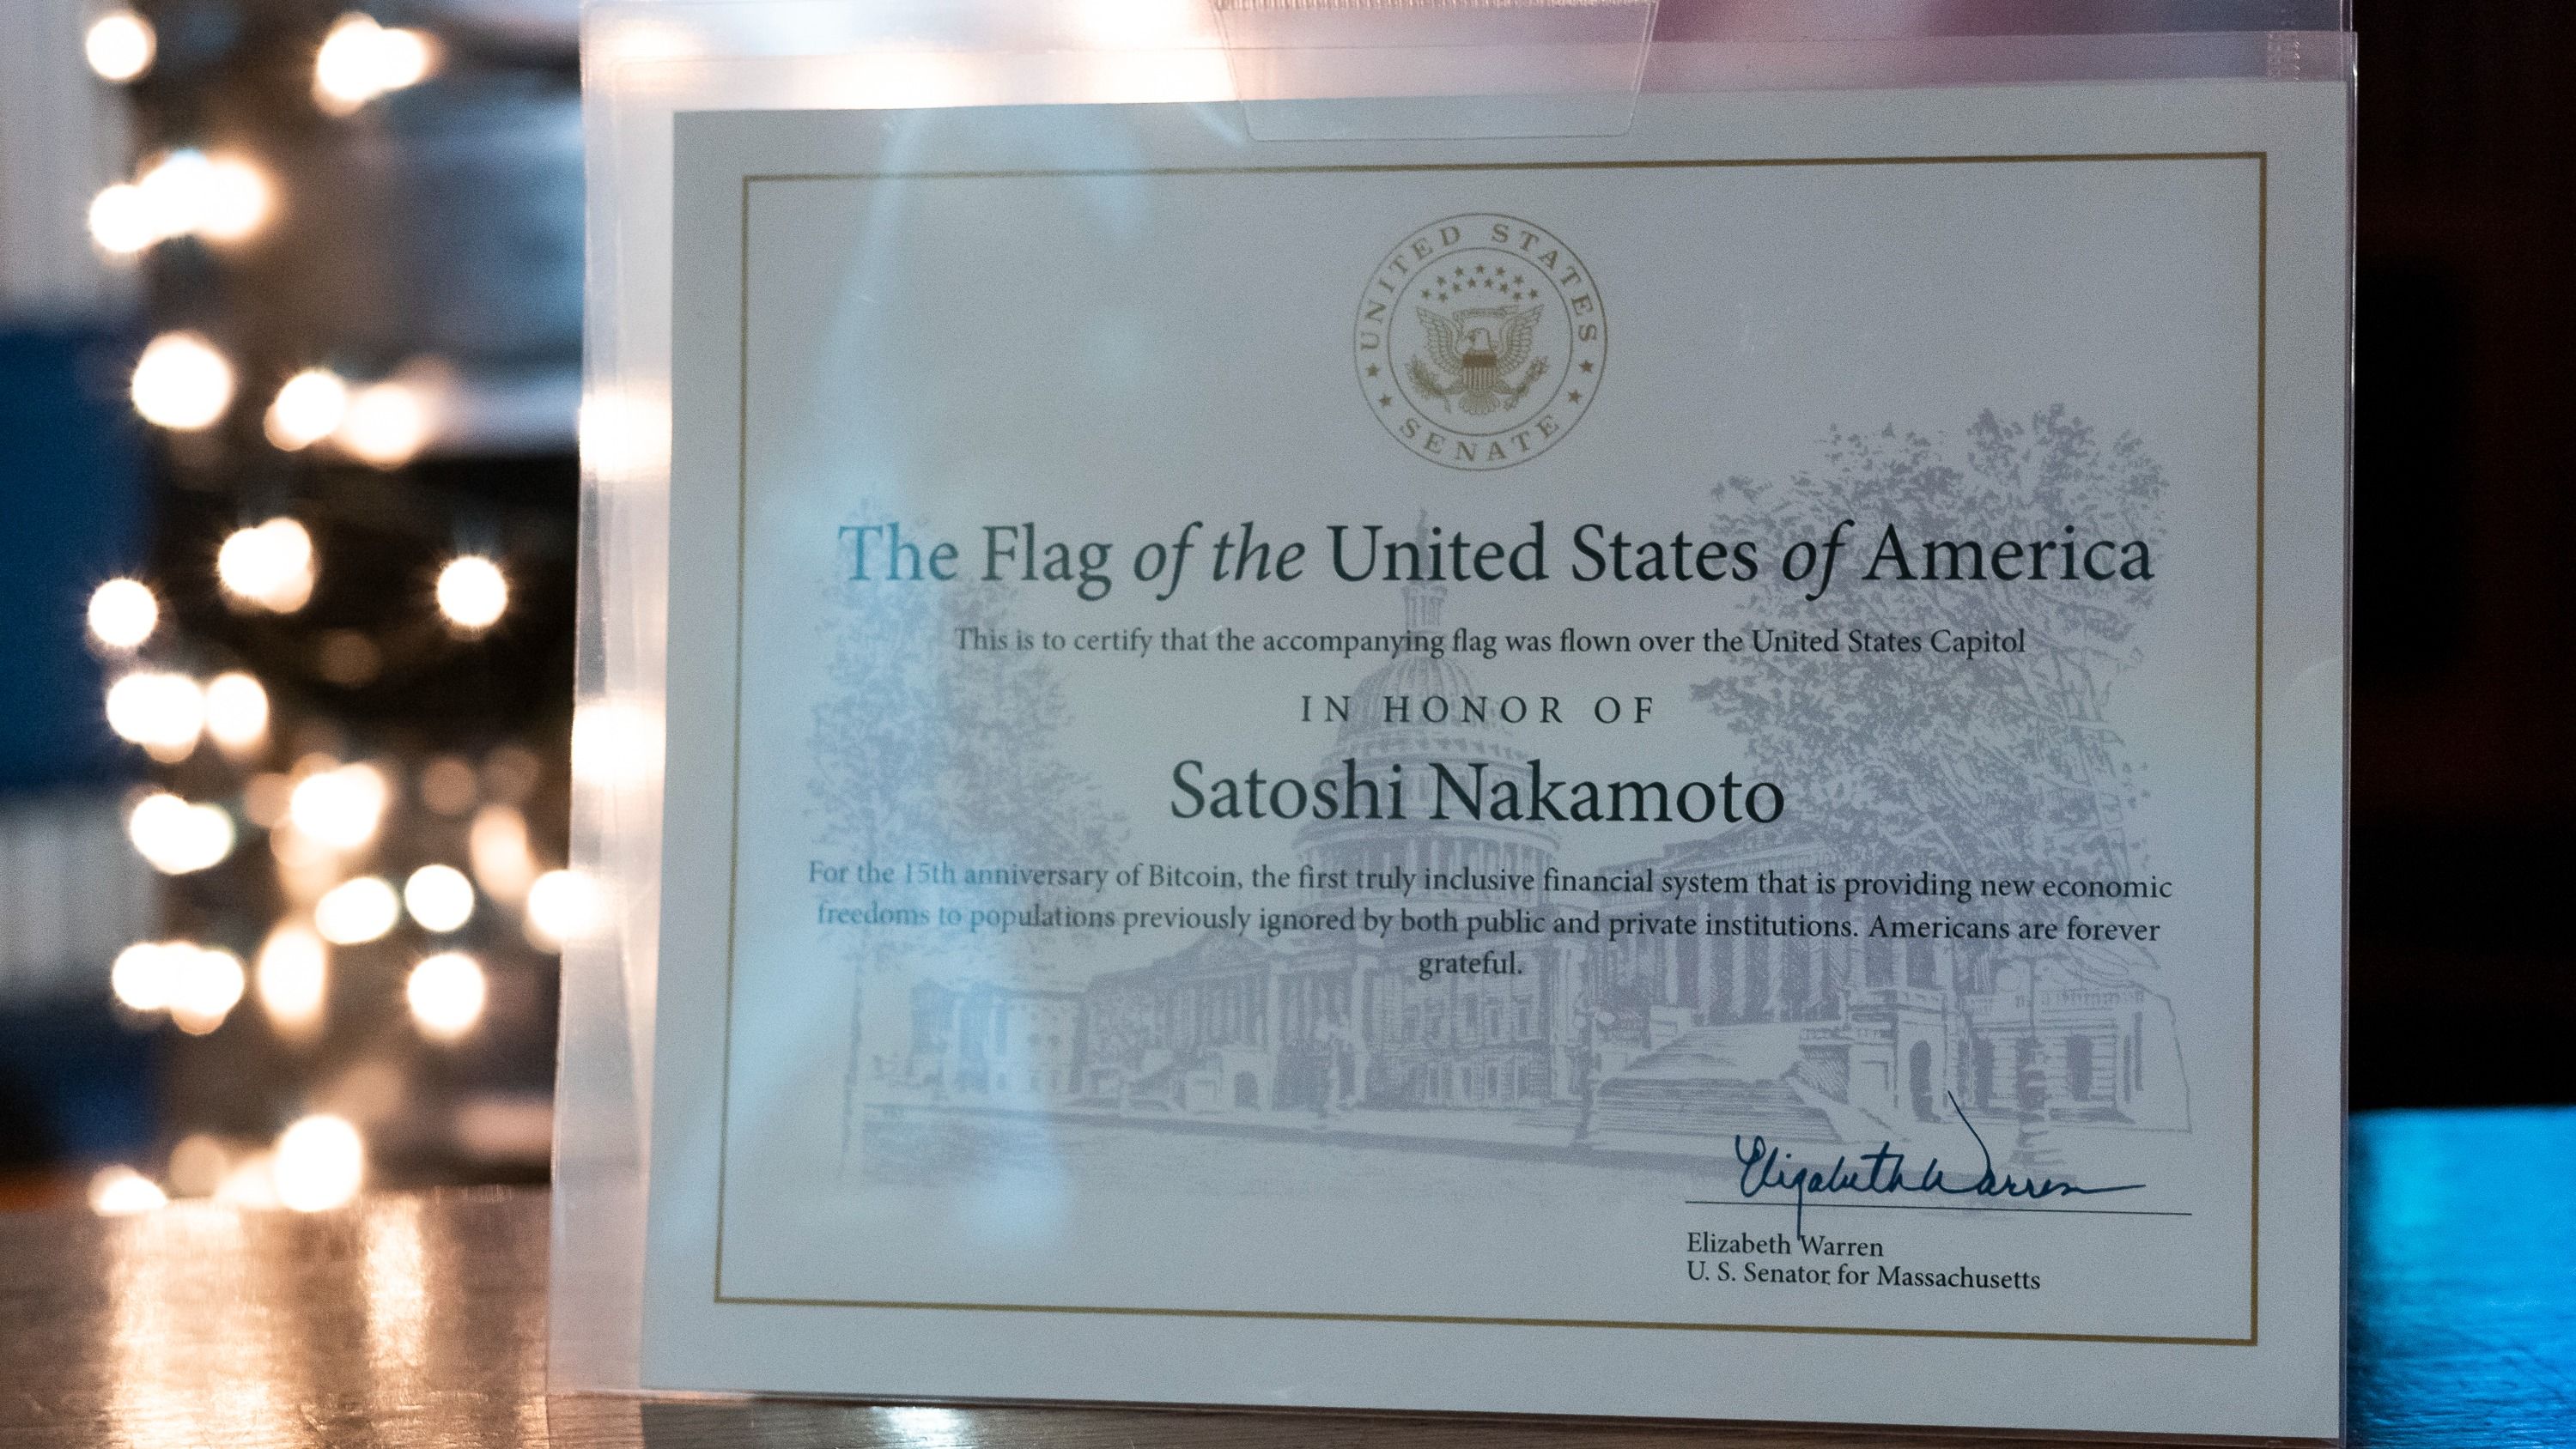 UNITED STATES
SENATE
The Flag of the United States of America
This is to certify that the accompanying flag was flown over the United States Capitol
IN HONOR OF
Satoshi Nakamoto
For the 15th anniversary of Bitcoin, the first truly inclusive financial system that is providing new economic
freedoms to populations previously ignored by both public and private institutions. Americans are forever
grateful.
Elizabeth Warren
Elizabeth Warren
U. S. Senator for Massachusetts